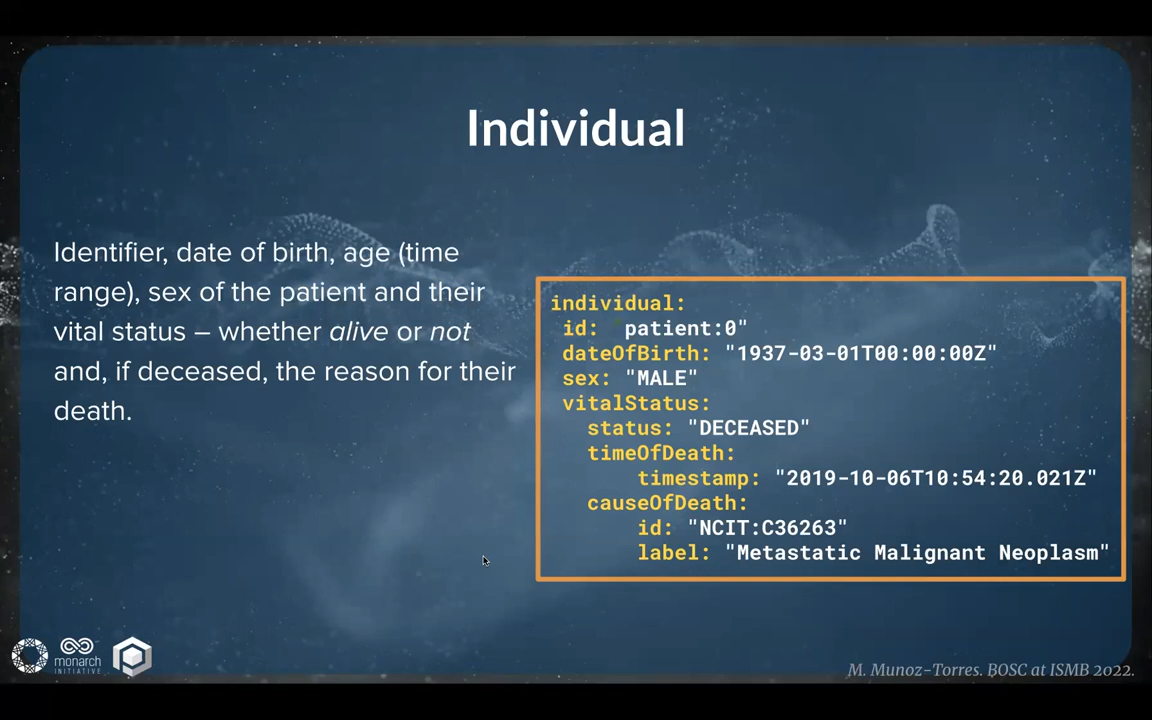 Individual
Identifier, date of birth, age (time
range), sex of the patient and their
vital status – whether alive or not
and, if deceased, the reason for their
death.
individual:
id:  patient:0"
dateOfBirth: "1937-03-01T00:00:00Z"
sex: "MALE"
vitalStatus:
status: "DECEASED"
timeOfDeath:
timestamp: "2019-10-06T10:54:20.021Z"
causeOfDeath:
id: "NCIT:C36263"
label: "Metastatic Malignant Neoplasm"
monarch
INITIATIVE
M. Munoz-Torres. BOSC at ISMB 2022.